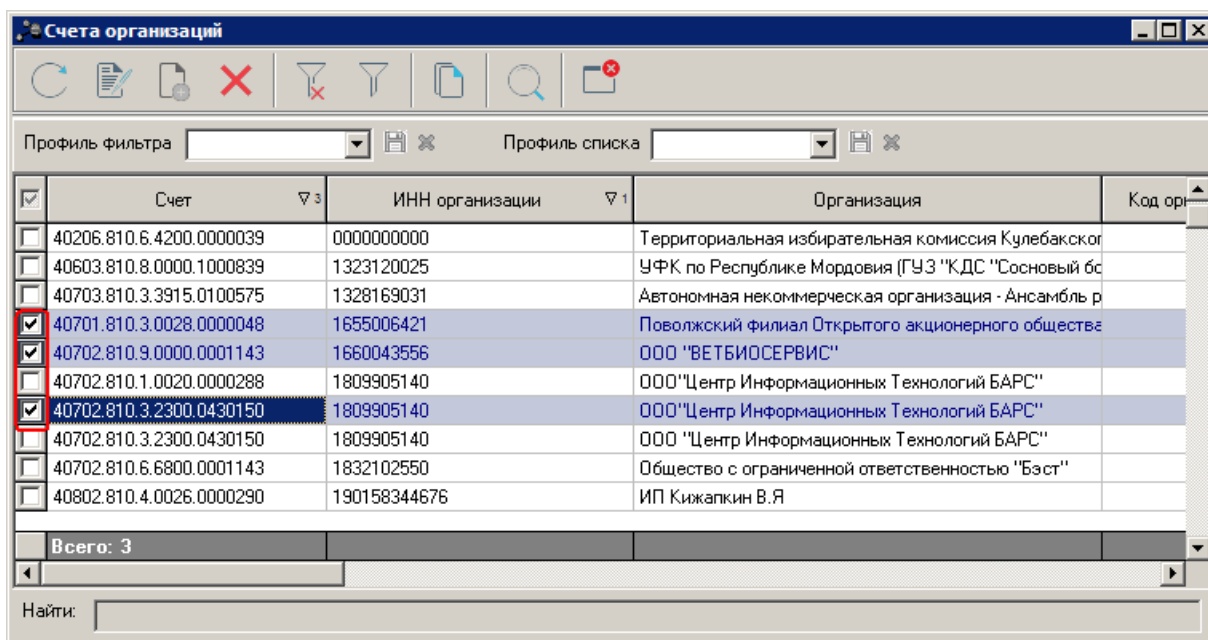 Счета организаций
Профиль фильтра Профиль списка
Счет 3 ИНН организации 1 Организация Код
40206.810.6.4200.0000039 0000000000 Территориальная избирательная комиссия
40603.810.8.0000.1000839 1323120025 УФК по Республике Мордовия (ГУЗ "КДС "Сосновый
40703.810.3.3915.0100575 1328169031 Автономная некоммерческая организация - Ансамбль
40701.810.3.0028.0000048 1655006421 Поволжский филиал Открытого акционерного общества
40702.810.9.0000.0001143 1660043556 ООО "ВЕТБИОСЕРВИС"
40702.810.1.0020.0000288 1809905140 ООО"Центр Информационных Технологий БАРС"
40702.810.3.2300.0430150 1809905140 ООО"Центр Информационных Технологий БАРС"
40702.810.3.2300.0430150 1809905140 ООО "Центр Информационных Технологий БАРС"
40702.810.6.6800.0001143 1832102550 Общество с ограниченной ответственностью "Бэст"
40802.810.4.0026.0000290 190158344676 ИП Кижапкин В.Я
Всего: 3
Найти: